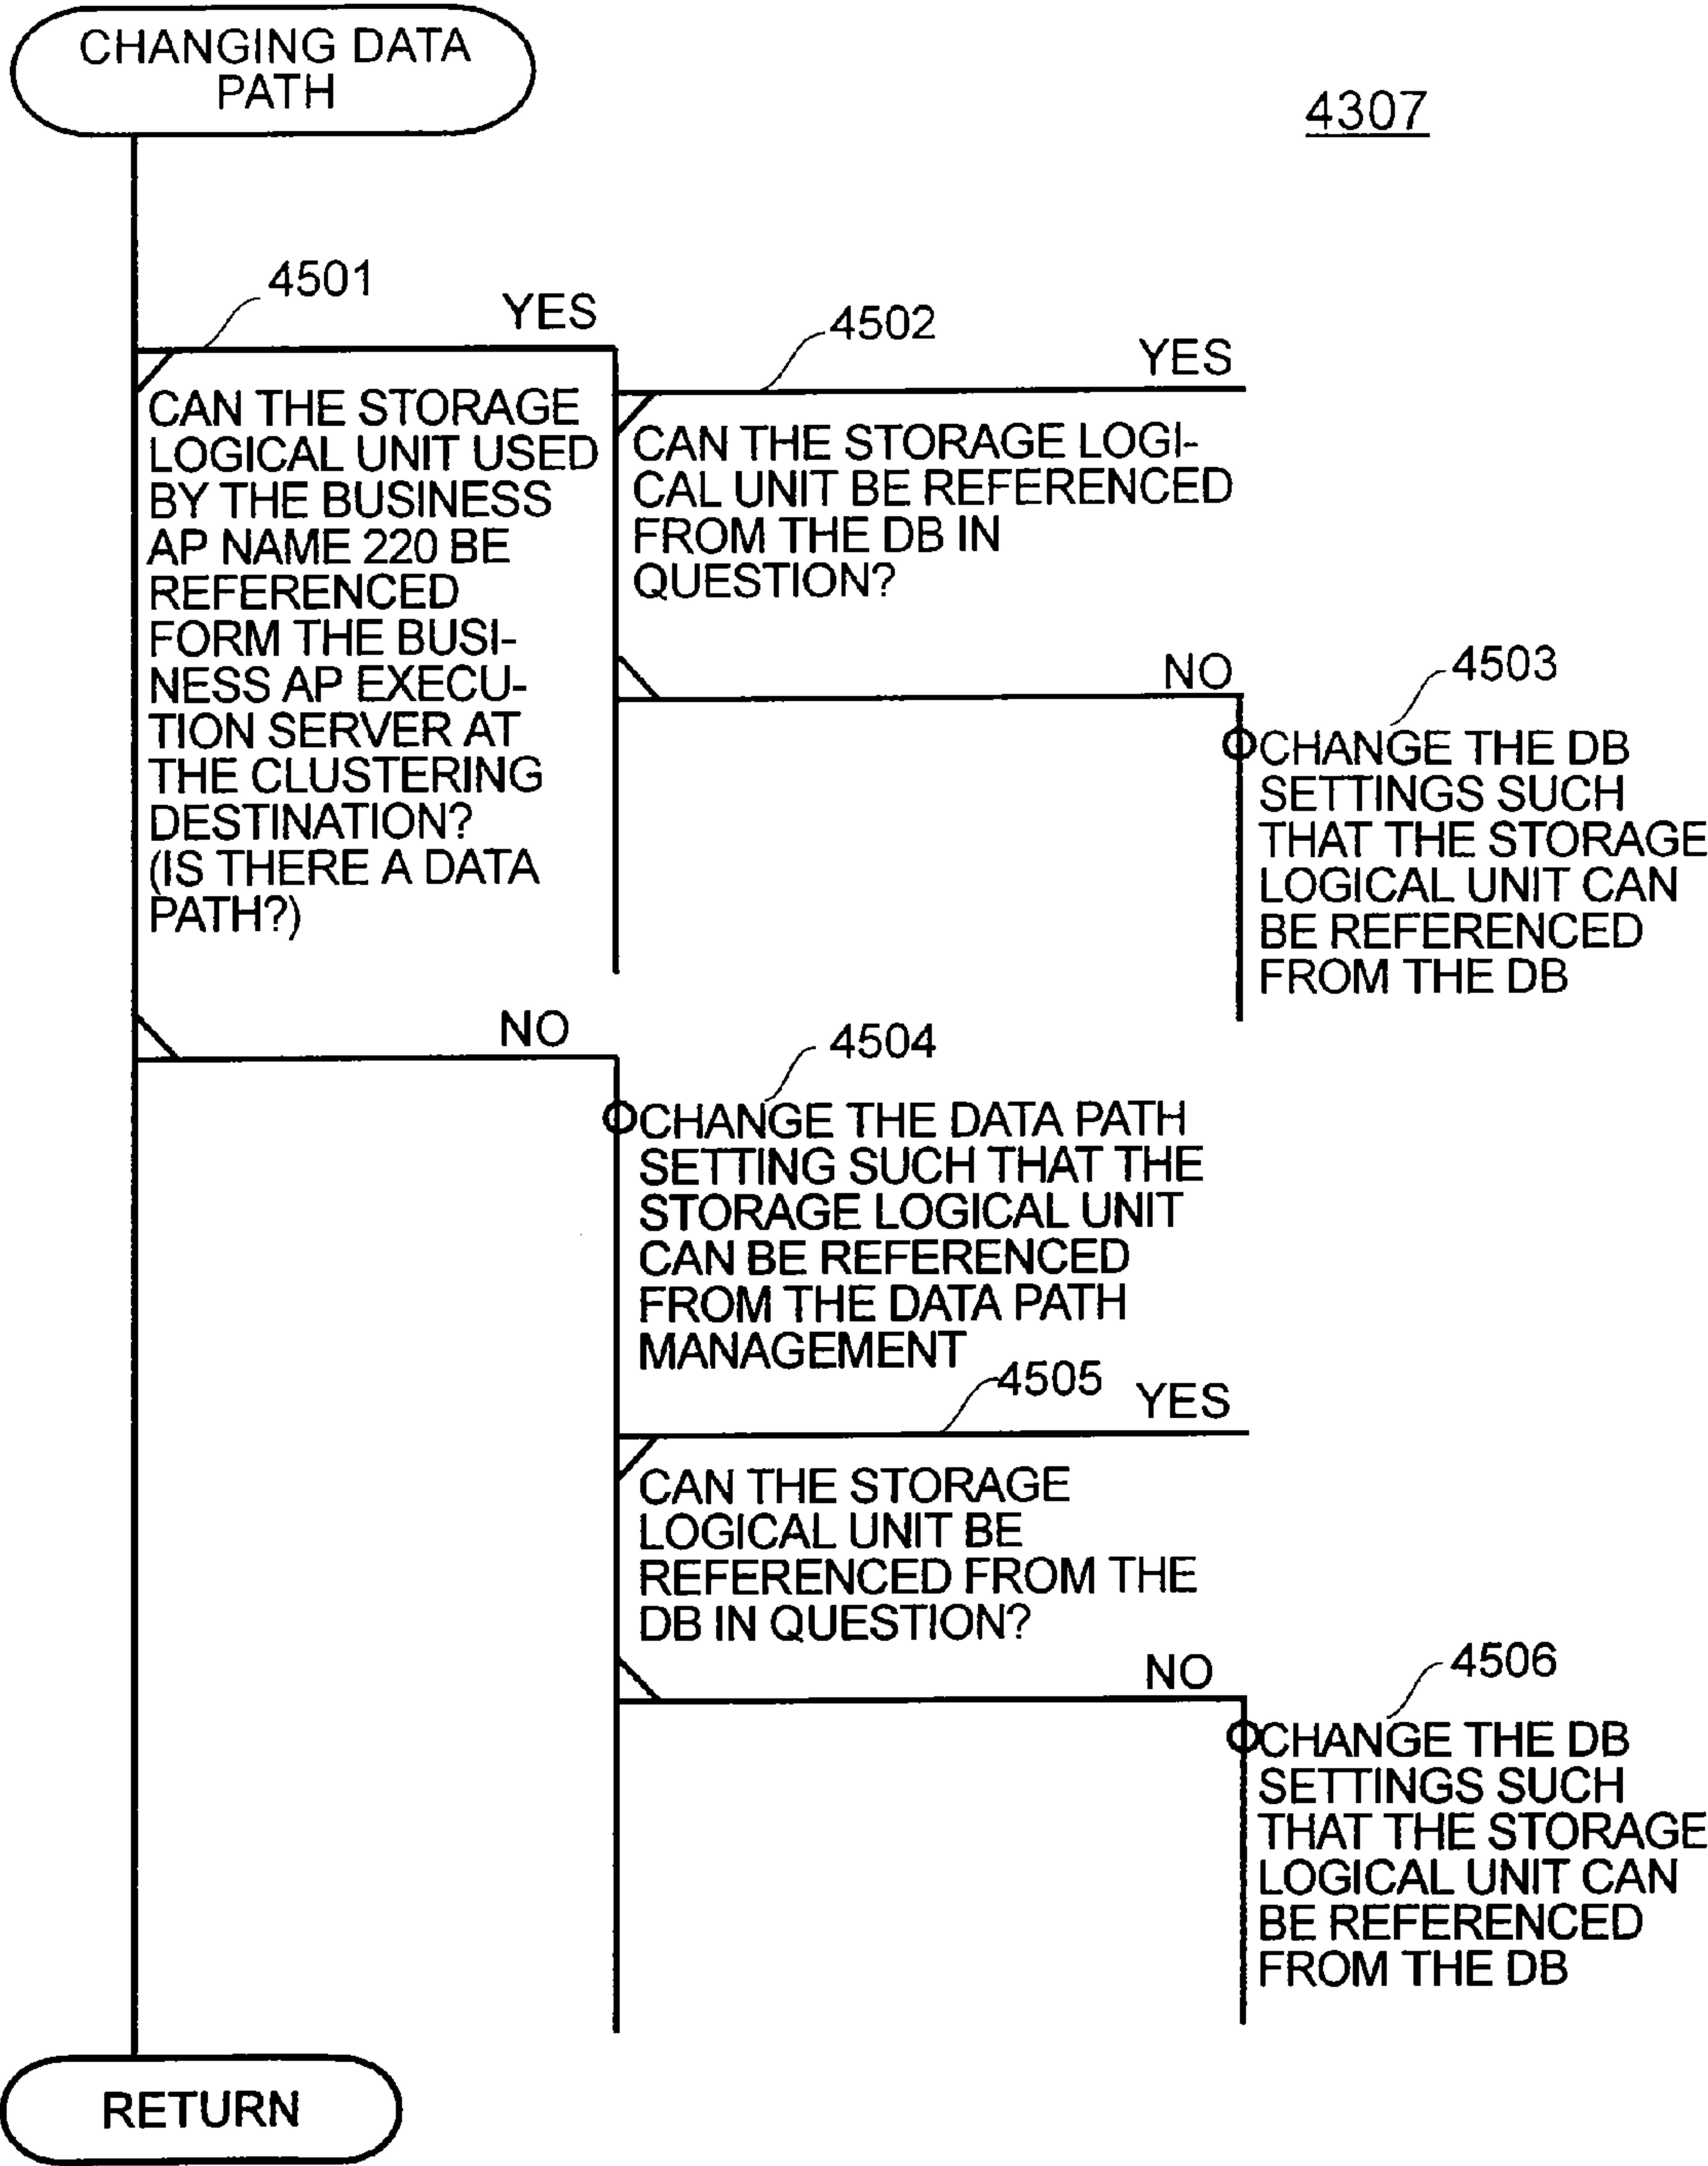 CHANGING DATA
PATH
4307
4501
YES
CAN THE STORAGE
LOGICAL UNIT USED
BY THE BUSINESS
AP NAME 220 BE
REFERENCED
FORM THE BUSI-
NESS AP EXECU-
TION SERVER AT
THE CLUSTERING
DESTINATION?
(IS THERE A DATA
PATH?)
4502
YES
CAN THE STORAGE LOGI-
CAL UNIT BE REFERENCED
FROM THE DB IN
QUESTION?
NO
4503
CHANGE THE DB
SETTINGS SUCH
THAT THE STORAGE
LOGICAL UNIT CAN
BE REFERENCED
FROM THE DB
NO
4504
CHANGE THE DATA PATH
SETTING SUCH THAT THE
STORAGE LOGICAL UNIT
CAN BE REFERENCED
FROM THE DATA PATH
MANAGEMENT
4505
YES
CAN THE STORAGE
LOGICAL UNIT BE
REFERENCED FROM THE
DB IN QUESTION?
NO
4506
CHANGE THE DB
SETTINGS SUCH
THAT THE STORAGE
LOGICAL UNIT CAN
BE REFERENCED
FROM THE DB
RETURN